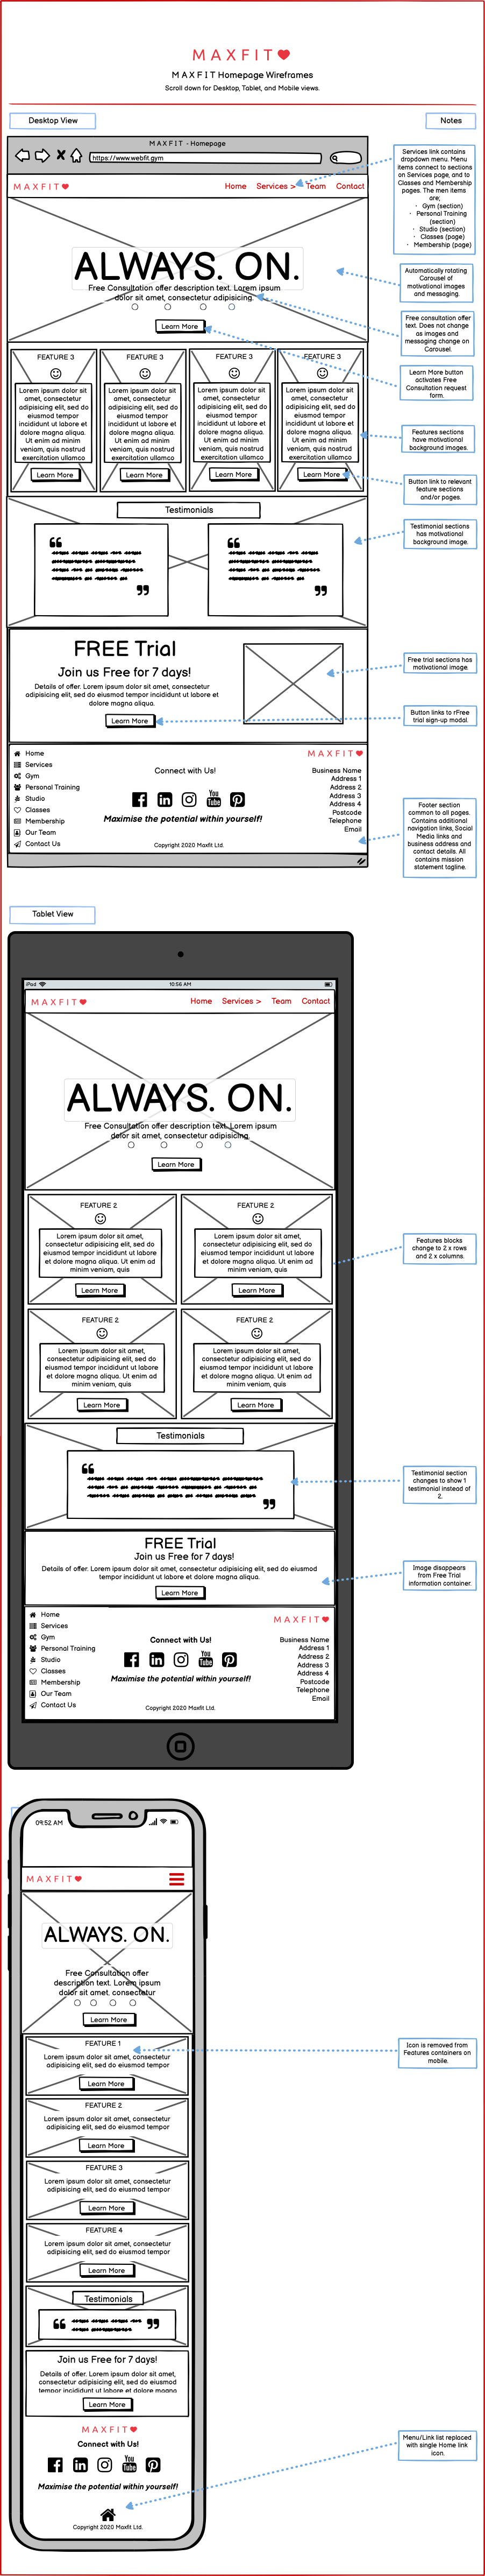 MAXFIT
M A X F I T Homepage Wireframes
Scroll down for Desktop, Tablet, and Mobile views.
Desktop View
Notes
M A X F I T - Homepage
https://www.webfit.gym
MAXFIT
Home Services > Team Contact
ALWAYS. ON.
Free Consultation offer description text. Lorem ipsum
dolor sit amet, consectetur adipisicing.
Learn More
FEATURE 3
Lorem ipsum dolor sit
amet, consectetur
adipisicing elit, sed do
eiusmod tempor
incididunt ut labore et
dolore magna aliqua.
Ut enim ad minim
veniam, quis nostrud
exercitation ullamco
Learn More
FEATURE 3
Lorem ipsum dolor sit
amet, consectetur
adipisicing elit, sed do
eiusmod tempor
incididunt ut labore et
dolore magna aliqua.
Ut enim ad minim
veniam, quis nostrud
exercitation ullamco
Learn More
FEATURE 3
Lorem ipsum dolor sit
amet, consectetur
adipisicing elit, sed do
eiusmod tempor
incididunt ut labore et
dolore magna aliqua.
Ut enim ad minim
veniam, quis nostrud
exercitation ullamco
Learn More
FEATURE 3
Lorem ipsum dolor sit
amet, consectetur
adipisicing elit, sed do
eiusmod tempor
incididunt ut labore et
dolore magna aliqua.
Ut enim ad minim
veniam, quis nostrud
exercitation ullamco
Learn More
Testimonials
FREE Trial
Join us Free for 7 days!
Details of offer. Lorem ipsum dolor sit amet, consectetur
adipisicing elit, sed do eiusmod tempor incididunt ut labore et
dolore magna aliqua.
Learn More
Home
Services
Gym
Personal Training
Studio
Classes
Membership
Our Team
Contact Us
Connect with Us!
You
Tube
Maximise the potential within yourself!
Copyright 2020 Maxfit Ltd.
MAXFIT
Business Name
Address 1
Address 2
Address 3
Address 4
Postcode
Telephone
Email
Services link contains
dropdown menu. Menu
items connect to sections
on Services page, and to
Classes and Membership
pages. The men items
are;
· Gym (section)
· Personal Training
(section)
· Studio (section)
· Classes (page)
· Membership (page)
Automatically rotating
Carousel of
motivational images
and messaging.
Free consultation offer
text. Does not change
as images and
messaging change on
Carousel.
Learn More button
activates Free
Consultation request
form.
Features sections
have motivational
background images.
Button link to relevant
feature sections
and/or pages.
Testimonial sections
has motivational
background image.
Free trial sections has
motivational image.
Button links to rFree
trial sign-up modal.
Footer section
common to all pages.
Contains additional
navigation links, Social
Media links and
business address and
contact details. All
contains mission
statement tagline.
Tablet View
iPad
10:56 AM
MAXFIT
Home Services > Team Contact
ALWAYS. ON.
Free Consultation offer description text. Lorem ipsum
dolor sit amet, consectetur adipisicing.
Learn More
FEATURE 2
Lorem ipsum dolor sit amet,
consectetur adipisicing elit, sed do
eiusmod tempor incididunt ut labore
et dolore magna aliqua. Ut enim ad
minim veniam, quis
Learn More
FEATURE 2
Lorem ipsum dolor sit amet,
consectetur adipisicing elit, sed do
eiusmod tempor incididunt ut labore
et dolore magna aliqua. Ut enim ad
minim veniam, quis
Learn More
FEATURE 2
Lorem ipsum dolor sit amet,
consectetur adipisicing elit, sed do
eiusmod tempor incididunt ut labore
et dolore magna aliqua. Ut enim ad
minim veniam, quis
Learn More
FEATURE 2
Lorem ipsum dolor sit amet,
consectetur adipisicing elit, sed do
eiusmod tempor incididunt ut labore
et dolore magna aliqua. Ut enim ad
minim veniam, quis
Learn More
Testimonials
FREE Trial
Join us Free for 7 days!
Details of offer. Lorem ipsum dolor sit amet, consectetur adipisicing elit, sed do eiusmod
tempor incididunt ut labore et dolore magna aliqua.
Learn More
Home
Services
Gym
Personal Training
Studio
Classes
Membership
Our Team
Contact Us
Connect with Us!
You
Tube
Maximise the potential within yourself!
Copyright 2020 Maxfit Ltd.
MAXFIT
Business Name
Address 1
Address 2
Address 3
Address 4
Postcode
Telephone
Email
Features blocks
change to 2 x rows
and 2 x columns.
Testimonial section
changes to show 1
testimonial instead of
2.
Image disappears
from Free Trial
information container.
09:52 AM
MAXFIT
ALWAYS. ON.
Free Consultation offer
description text. Lorem ipsum
dolor sit amet, consectetur
Learn More
FEATURE 1
Lorem ipsum dolor sit amet, consectetur
adipisicing elit, sed do eiusmod tempor
Learn More
FEATURE 2
Lorem ipsum dolor sit amet, consectetur
adipisicing elit, sed do eiusmod tempor
Learn More
FEATURE 3
Lorem ipsum dolor sit amet, consectetur
adipisicing elit, sed do eiusmod tempor
Learn More
FEATURE 4
Lorem ipsum dolor sit amet, consectetur
adipisicing elit, sed do eiusmod tempor
Learn More
Testimonials
Join us Free for 7 days!
Details of offer. Lorem ipsum dolor sit amet,
consectetur adipisicing elit, sed do eiusmod
tempor incididunt ut labore et dolore magna
Learn More
MAXFIT
Connect with Us!
You
Tube
Maximise the potential within yourself!
Copyright 2020 Maxfit Ltd.
Icon is removed from
Features containers on
mobile.
Menu/Link list replaced
with single Home link
icon.